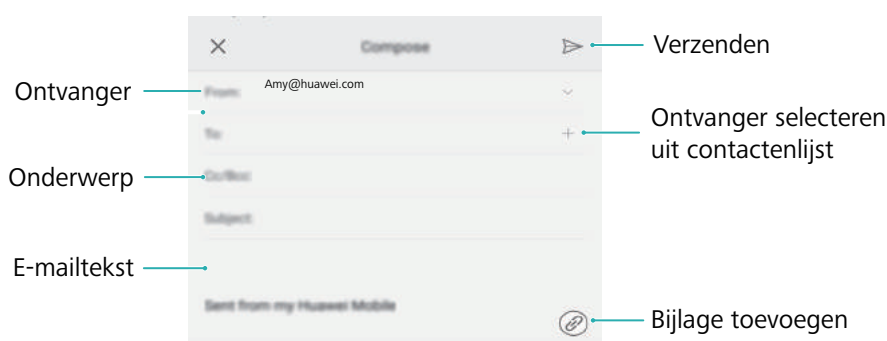 Compose
Verzenden
Ontvanger
From:
Amy@huawei.com
To:
Ontvanger selecteren
uit contactenlijst
Onderwerp
Cc/Bcc:
Subject:
E-mailtekst
Sent from my Huawei Mobile
Bijlage toevoegen